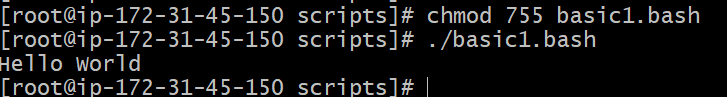 [root@ip-172-31-45-150 scripts]# chmod 755 basic1.bash
[root@ip-172-31-45-150 scripts]# ./basic1.bash
Hello World
[root@ip-172-31-45-150 scripts]#